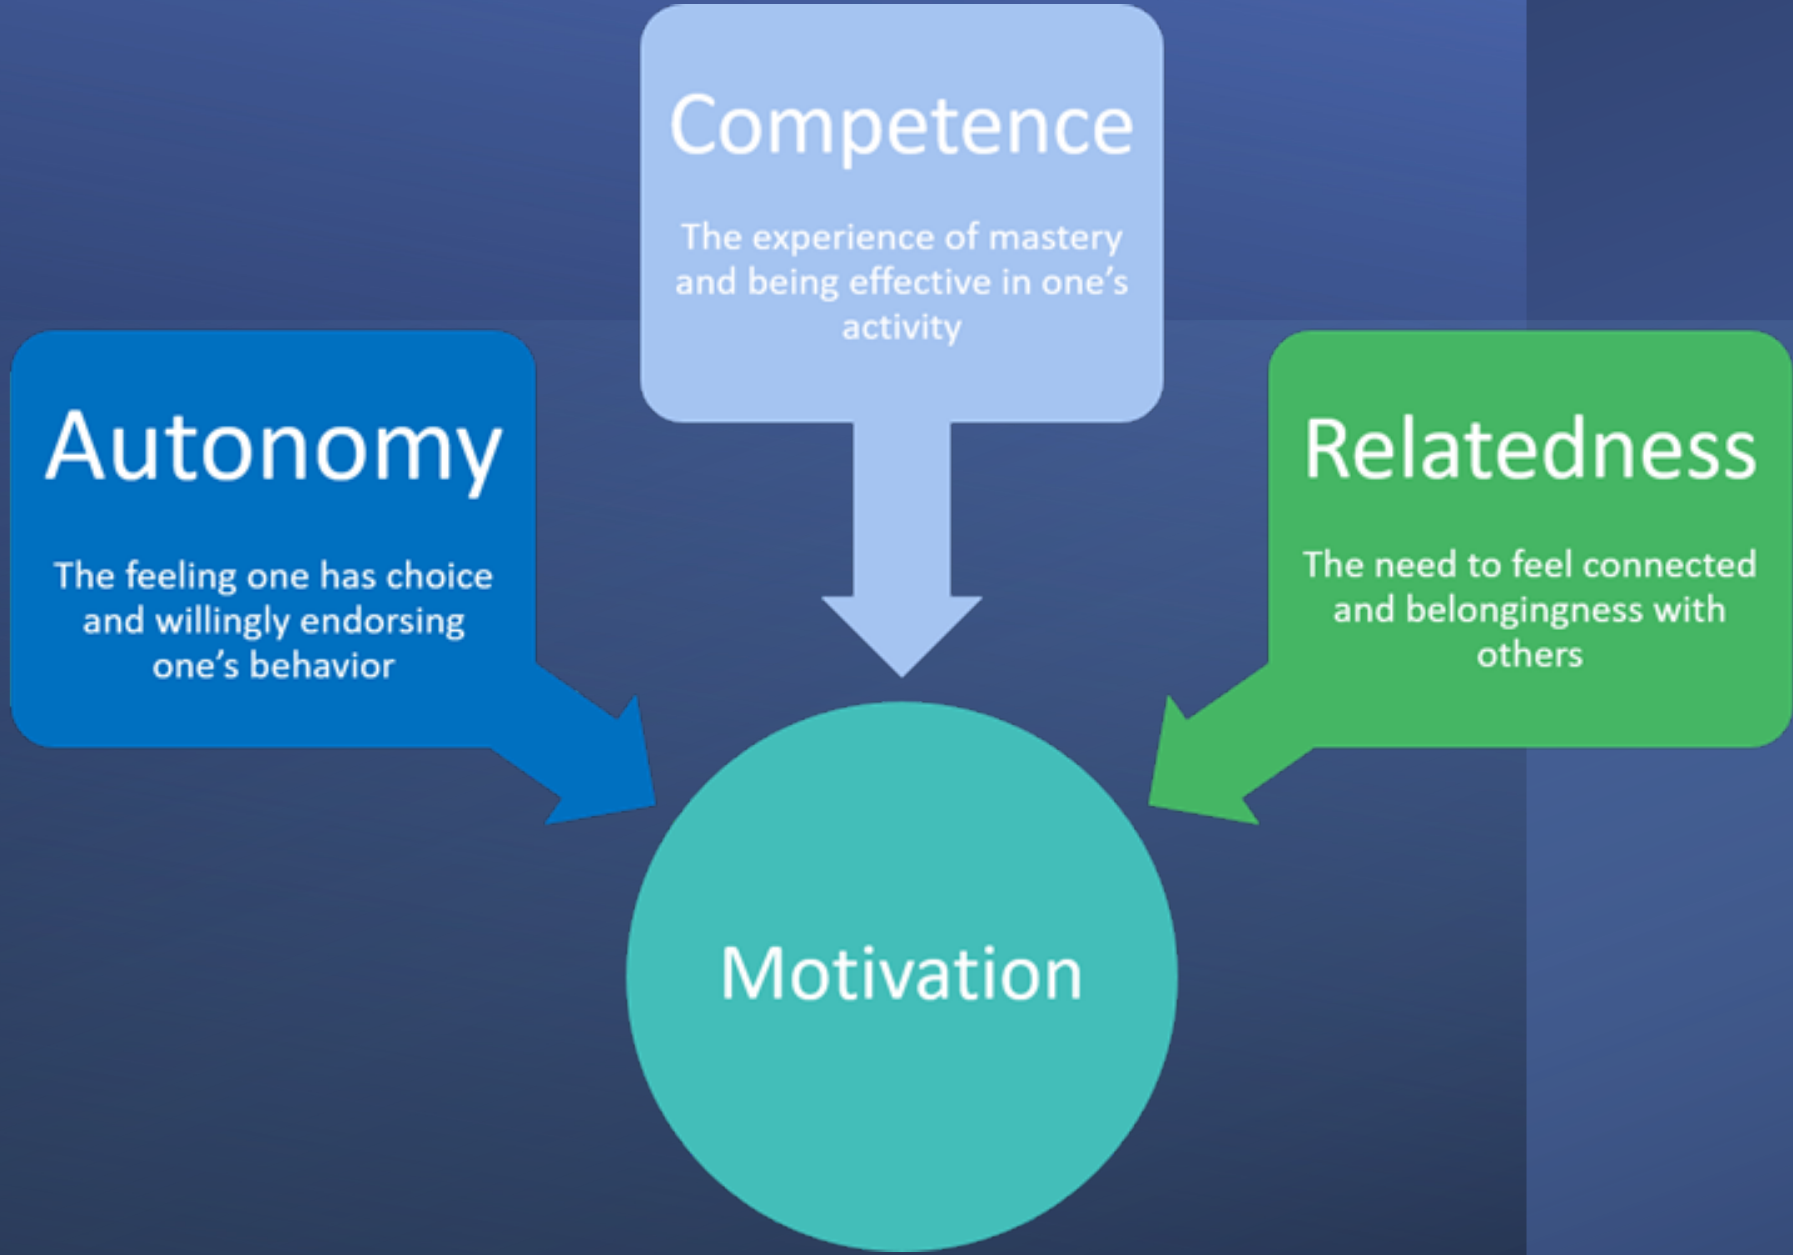 Competence
The experience of mastery
and being effective in one's
activity
Autonomy
The feeling one has choice
and willingly endorsing
one's behavior
Relatedness
The need to feel connected
and belongingness with
others
Motivation